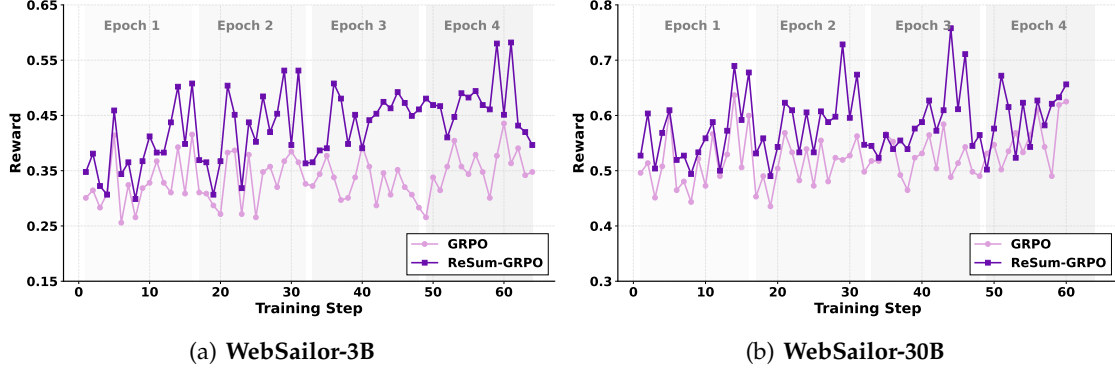 0.65
0.55
0.45
0.35
0.25
0.15
Reward
Epoch 1
Epoch 2
Epoch 3
Epoch 4
GRPO
ReSum-GRPO
0
10
20
30
40
50
60
Training Step
(a) WebSailor-3B
0.8
0.7
0.6
0.5
0.4
0.3
Reward
Epoch 1
Epoch 2
Epoch 3
Epoch 4
GRPO
ReSum-GRPO
0
10
20
30
40
50
60
Training Step
(b) WebSailor-30B